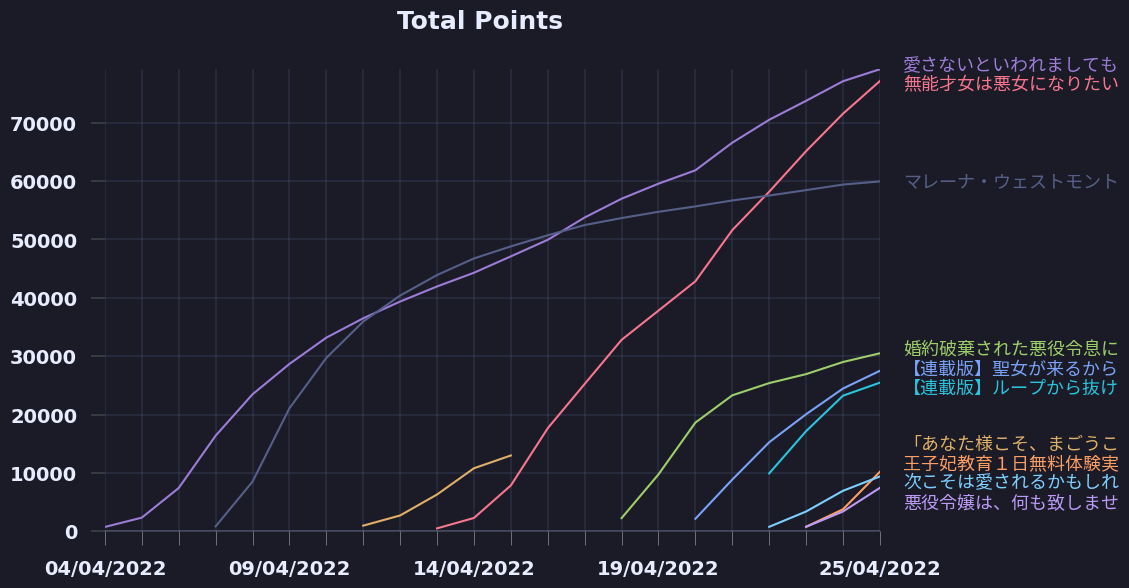 Total Points
愛さないといわれましても
無能才女は悪女になりたい
70000
60000
マレーナ・ウェストモント
50000
40000
30000
婚約破棄された悪役令息に
【連載版】聖女が来るから
【連載版】ループから抜け
20000
「あなた様こそ、まごうこ
10000
王子妃教育１日無料体験実
次こそは愛されるかもしれ
悪役令嬢は、何も致しませ
0
04/04/2022 09/04/2022 14/04/2022 19/04/2022 25/04/2022